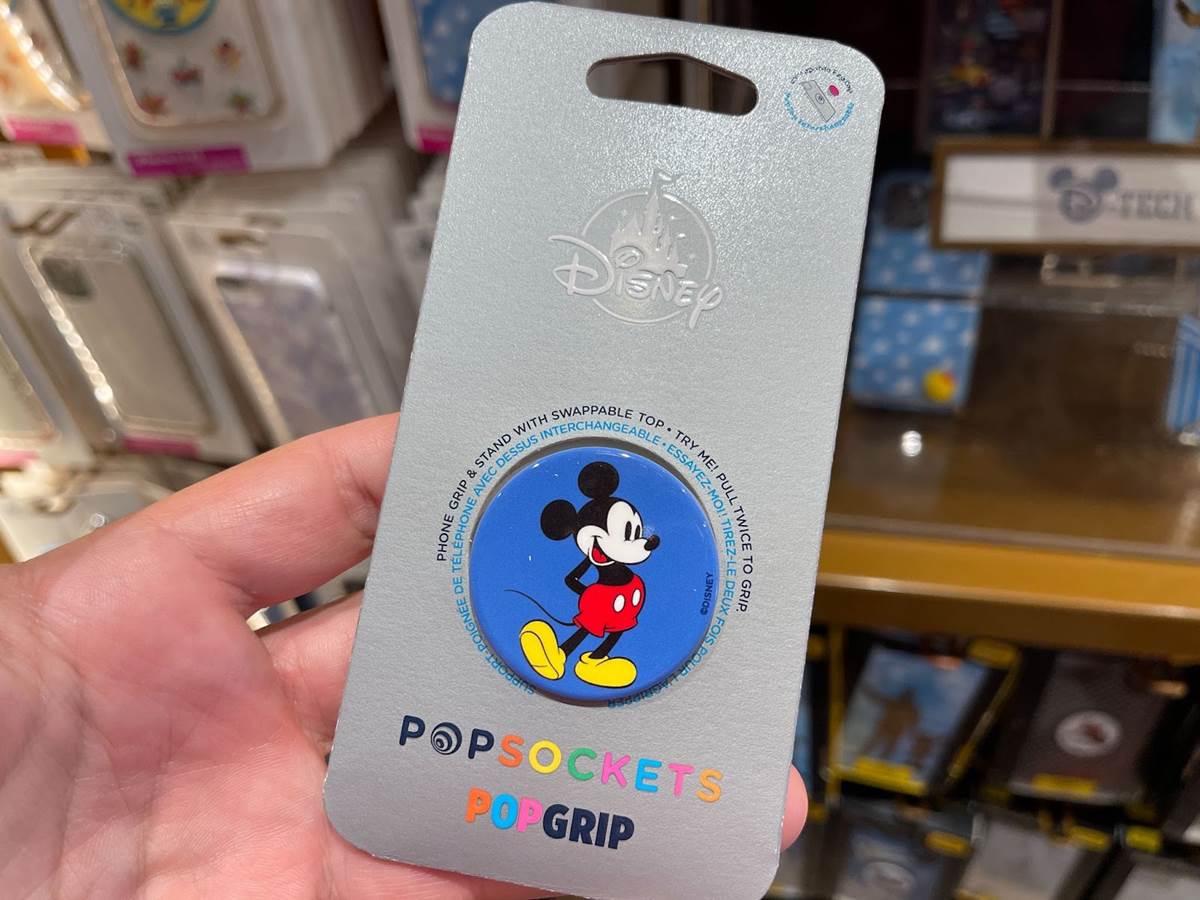 Disney
PHONE GRIP & STAND WITH SWAPPABLE TOP • TRY ME! PULL TWICE TO GRIP.
SUPPORT-POIGNÉE DE TÉLÉPHONE AVEC DESSUS INTERCHANGEABLE • ESSAYEZ-MOI! TIREZ-LE DEUX FOIS POUR L'AGRIPPER
©DISNEY
POPSOCKETS
POPGRIP
D-TECH